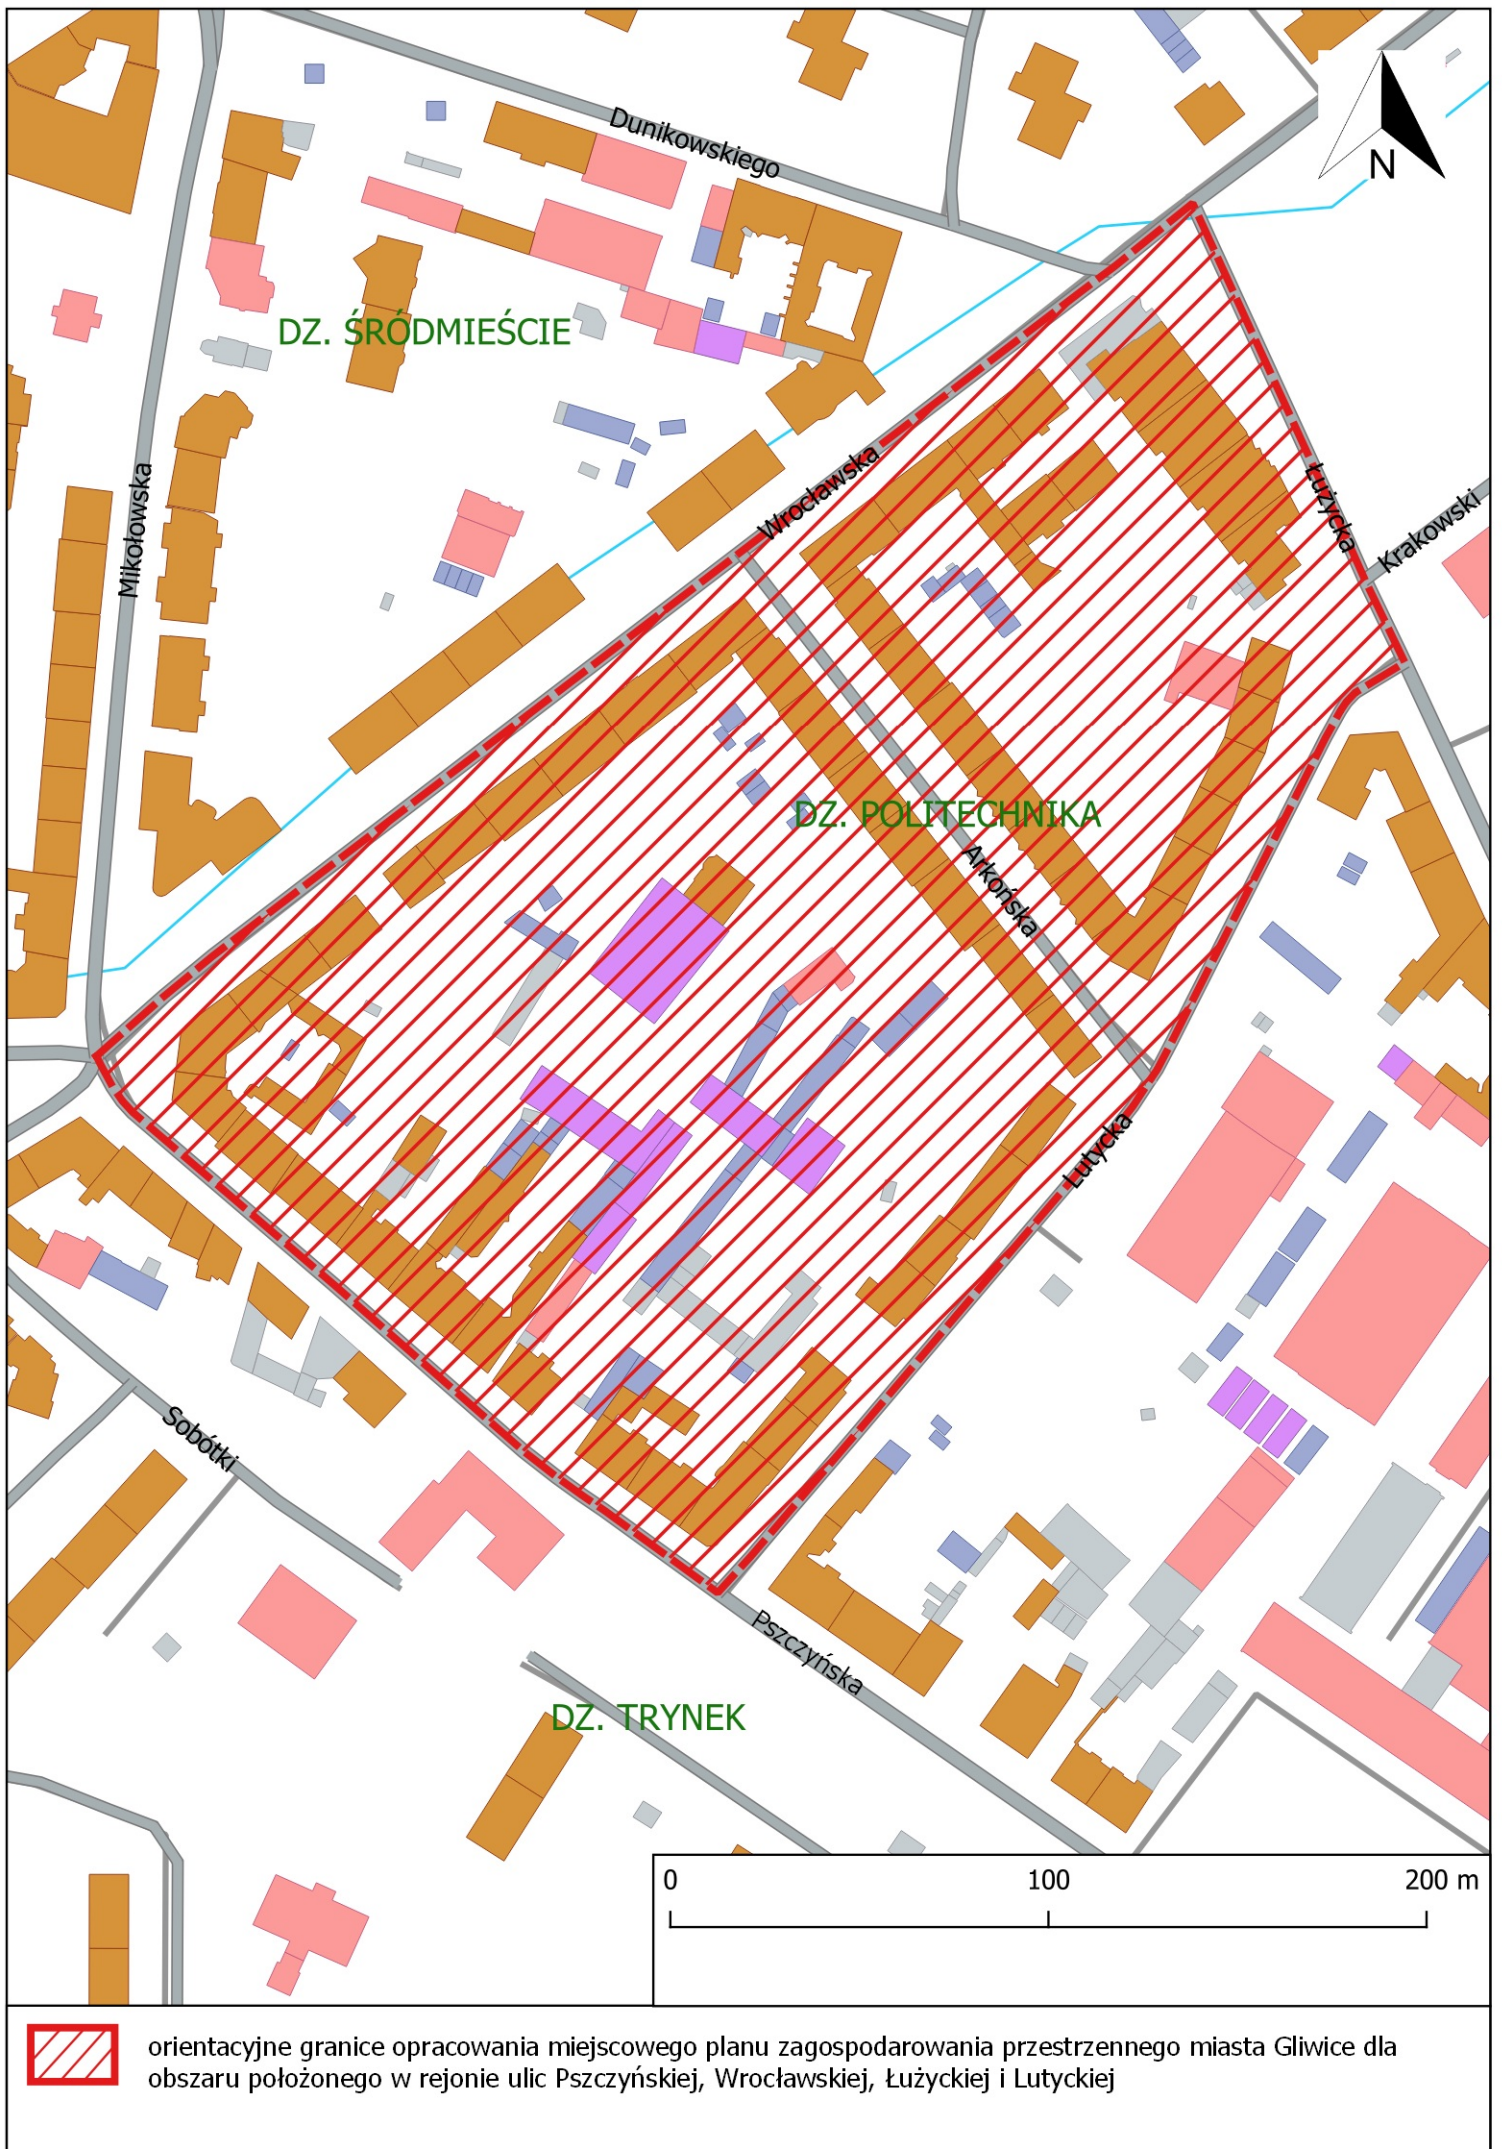 Dunikowskiego
N
DZ. ŚRÓDMIEŚCIE
Mikołowska
Wrocławska
Łużycka
Krakowski
DZ. POLITECHNIKA
Arkońska
Lutycka
Sobótki
Pszczyńska
DZ. TRYNEK
0 100 200 m
orientacyjne granice opracowania miejscowego planu zagospodarowania przestrzennego miasta Gliwice dla
obszaru położonego w rejonie ulic Pszczyńskiej, Wrocławskiej, Łużyckiej i Lutyckiej